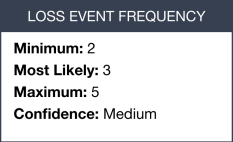 LOSS EVENT FREQUENCY
Minimum: 2
Most Likely: 3
Maximum: 5
Confidence: Medium